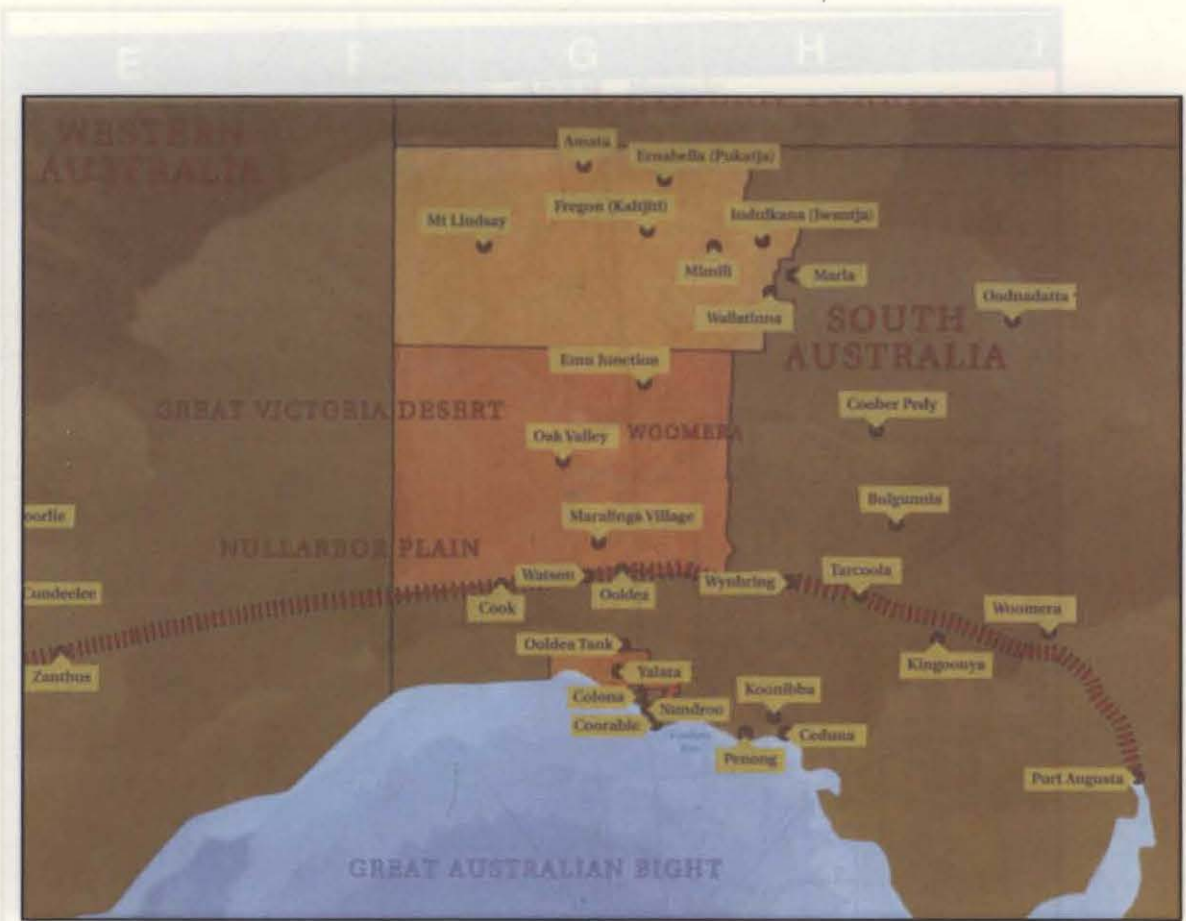 E F G H I
WESTERN
AUSTRALIA
Amata
Ernabella (Pukatja)
Mt Lindsay
Fregon (Kaltjiti)
Indulkana (Iwantja)
Mimili
Marla
Wallatinna
Oodnadatta
SOUTH
AUSTRALIA
Emu Junction
GREAT VICTORIA DESERT
Coober Pedy
Oak Valley
WOOMERA
Bulgunnia
oorlie
Maralinga Village
NULLARBOR PLAIN
Watson
Ooldea
Wynbring
Tarcoola
Cundeelee
Cook
Woomera
Zanthus
Ooldea Tank
Kingoonya
Yalata
Colona
Nundroo
Koonibba
Coorabie
Ceduna
Penong
Port Augusta
GREAT AUSTRALIAN BIGHT